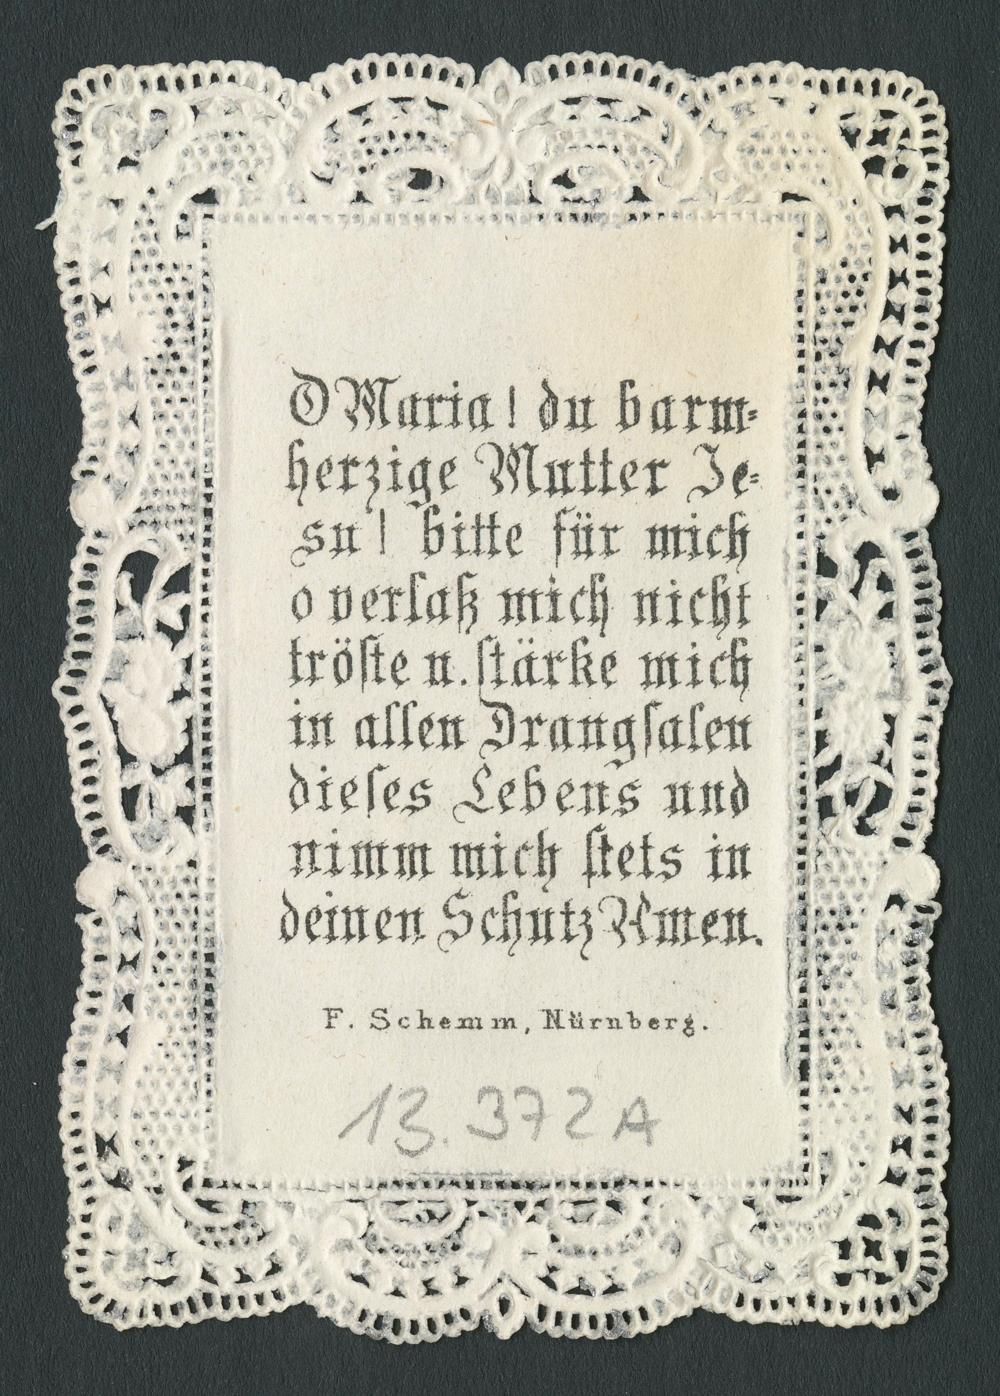 O Maria! du barm=
herzige Mutter Je=
su! bitte für mich
o verlaß mich nicht
tröste u. stärke mich
in allen Drangsalen
dieses Lebens und
nimm mich stets in
deinen Schutz Amen.
F. Schemm, Nürnberg.
13.372A